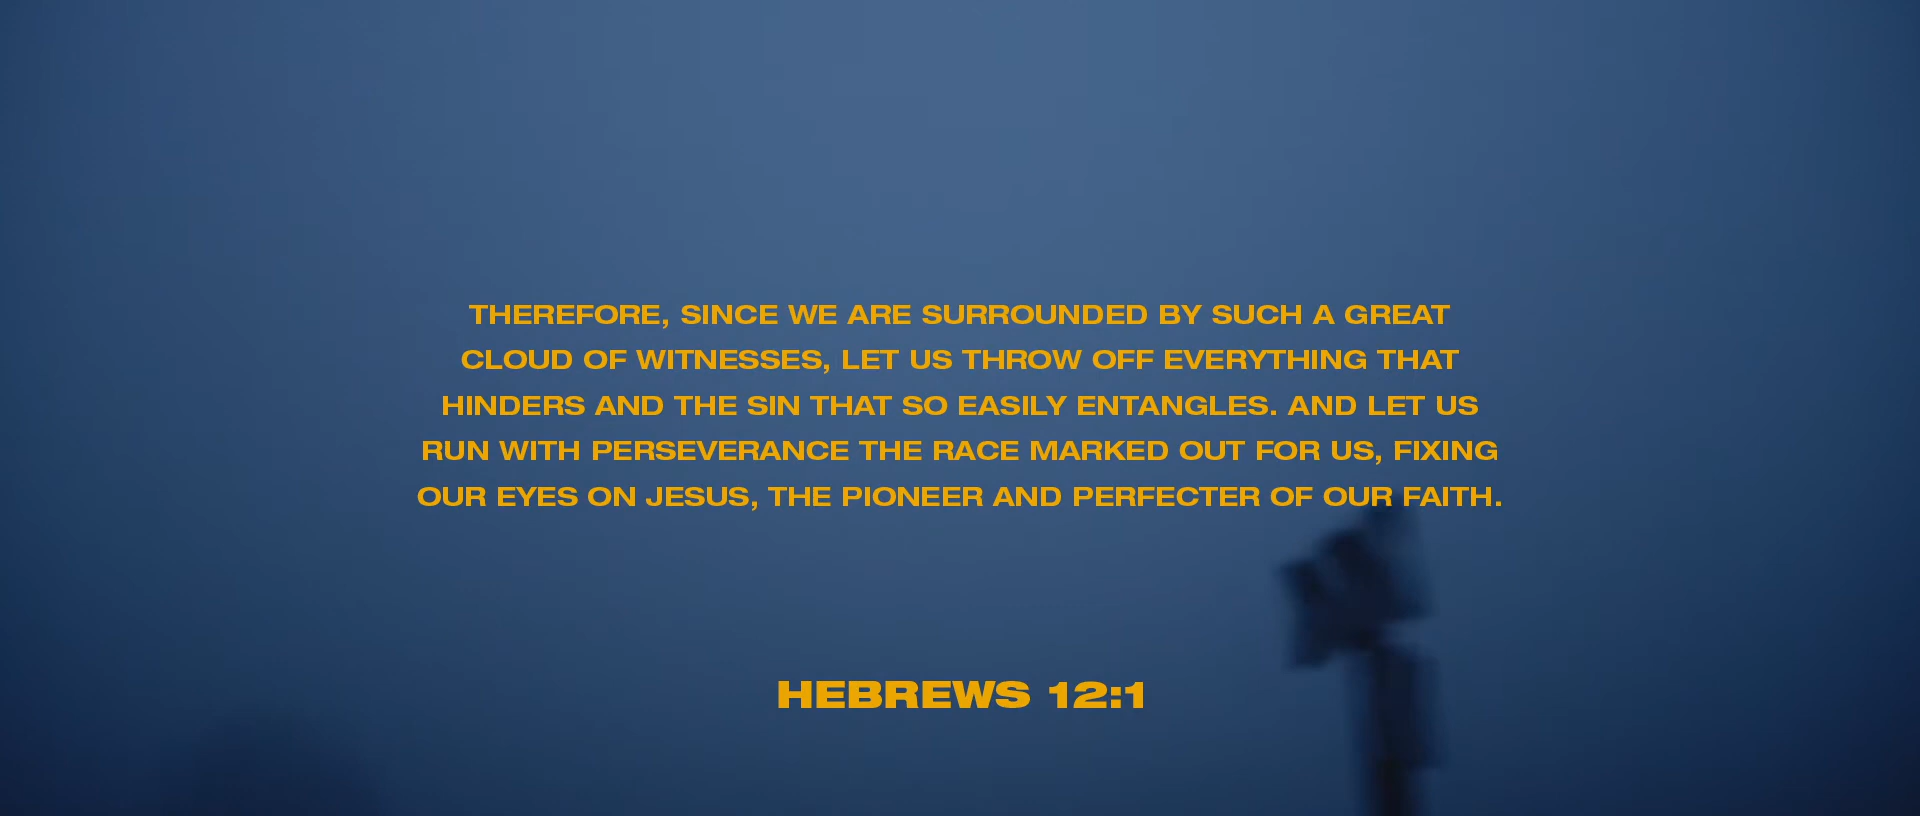 THEREFORE, SINCE WE ARE SURROUNDED BY SUCH A GREAT
CLOUD OF WITNESSES, LET US THROW OFF EVERYTHING THAT
HINDERS AND THE SIN THAT SO EASILY ENTANGLES. AND LET US
RUN WITH PERSEVERANCE THE RACE MARKED OUT FOR US, FIXING
OUR EYES ON JESUS, THE PIONEER AND PERFECTER OF OUR FAITH.
HEBREWS 12:1